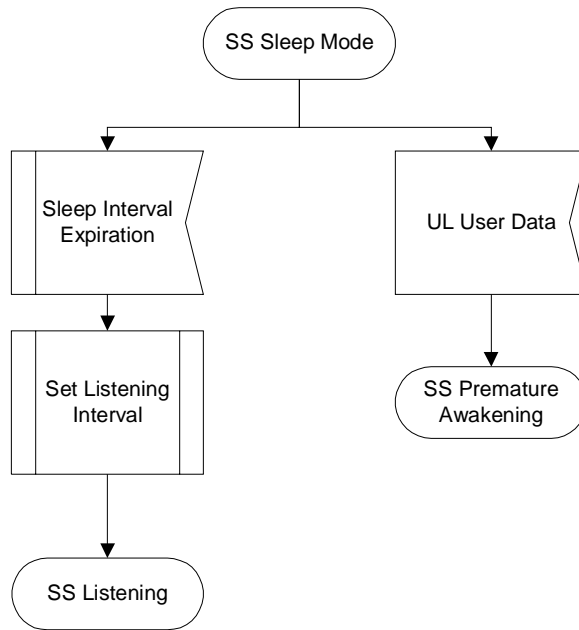 SS Sleep Mode
Sleep Interval
Expiration
UL User Data
Set Listening
Interval
SS Premature
Awakening
SS Listening